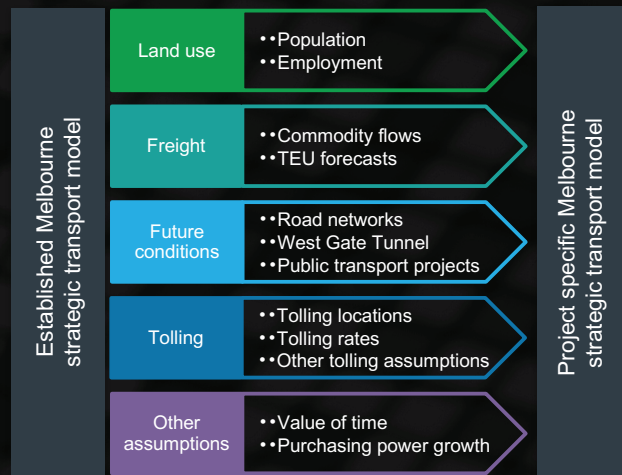 Established Melbourne
strategic transport model
Land use
••Population
••Employment
Freight
••Commodity flows
••TEU forecasts
Future
conditions
••Road networks
••West Gate Tunnel
••Public transport projects
Tolling
••Tolling locations
••Tolling rates
••Other tolling assumptions
Other
assumptions
••Value of time
••Purchasing power growth
Project specific Melbourne
strategic transport model